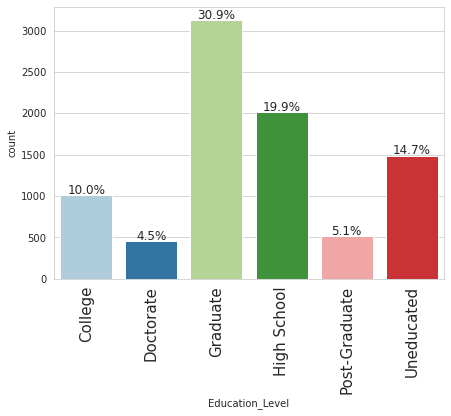 30.9%
3000
2500
19.9%
2000
14.7%
1500
10.0%
1000
5.1%
4.5%
500
0
count
College
Doctorate
Graduate
High School
Post-Graduate
Uneducated
Education_Level